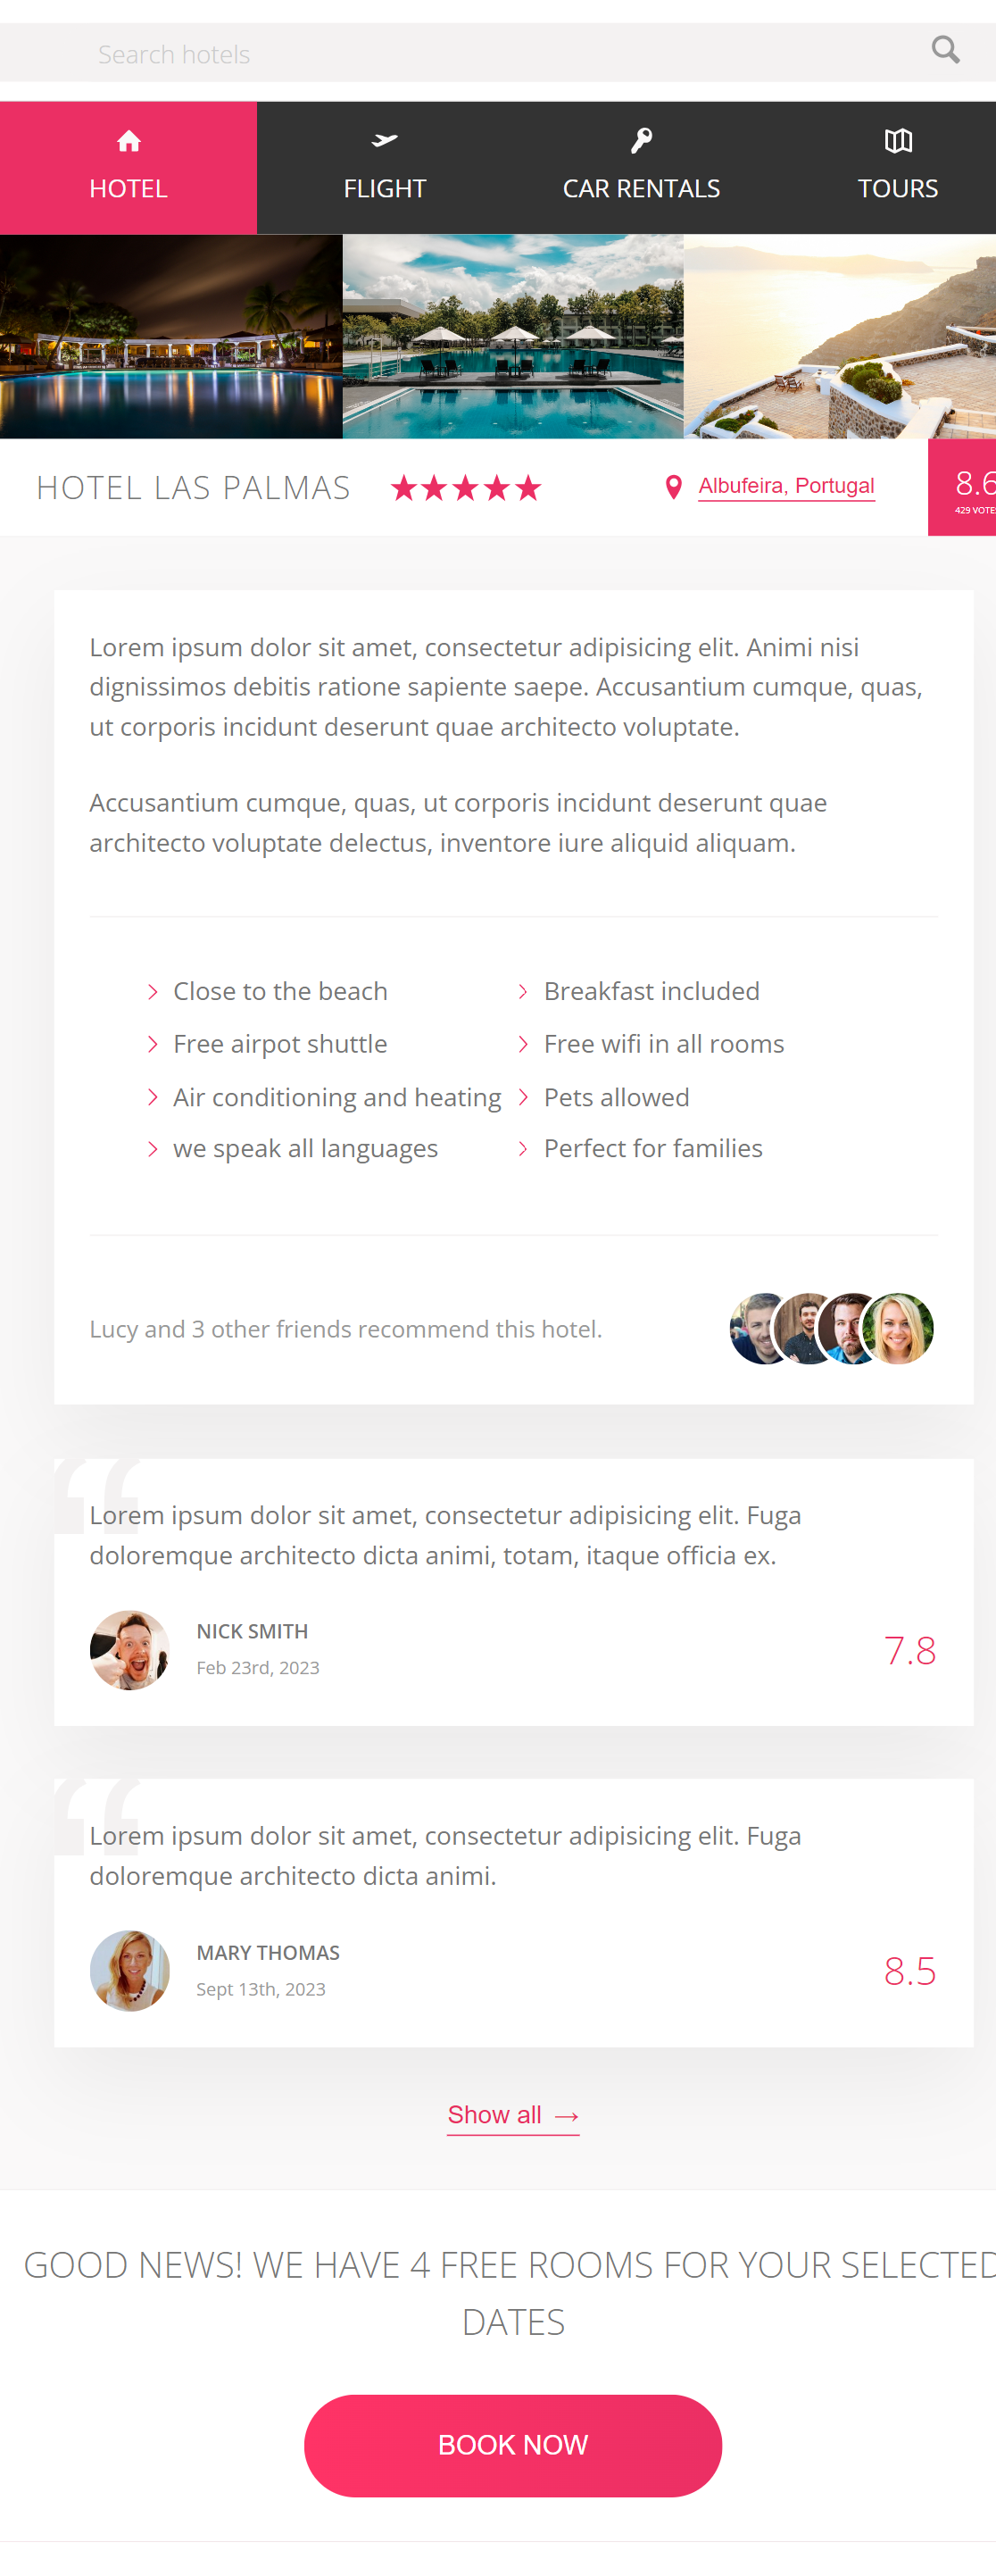 Search hotels
HOTEL
FLIGHT
CAR RENTALS
TOURS
HOTEL LAS PALMAS
Albufeira, Portugal
8.6
429 VOTES
Lorem ipsum dolor sit amet, consectetur adipisicing elit. Animi nisi
dignissimos debitis ratione sapiente saepe. Accusantium cumque, quas,
ut corporis incidunt deserunt quae architecto voluptate.
Accusantium cumque, quas, ut corporis incidunt deserunt quae
architecto voluptate delectus, inventore iure aliquid aliquam.
Close to the beach
Breakfast included
Free airpot shuttle
Free wifi in all rooms
Air conditioning and heating
Pets allowed
we speak all languages
Perfect for families
Lucy and 3 other friends recommend this hotel.
Lorem ipsum dolor sit amet, consectetur adipisicing elit. Fuga
doloremque architecto dicta animi, totam, itaque officia ex.
NICK SMITH
Feb 23rd, 2023
7.8
Lorem ipsum dolor sit amet, consectetur adipisicing elit. Fuga
doloremque architecto dicta animi.
MARY THOMAS
Sept 13th, 2023
8.5
Show all →
GOOD NEWS! WE HAVE 4 FREE ROOMS FOR YOUR SELECTED
DATES
BOOK NOW